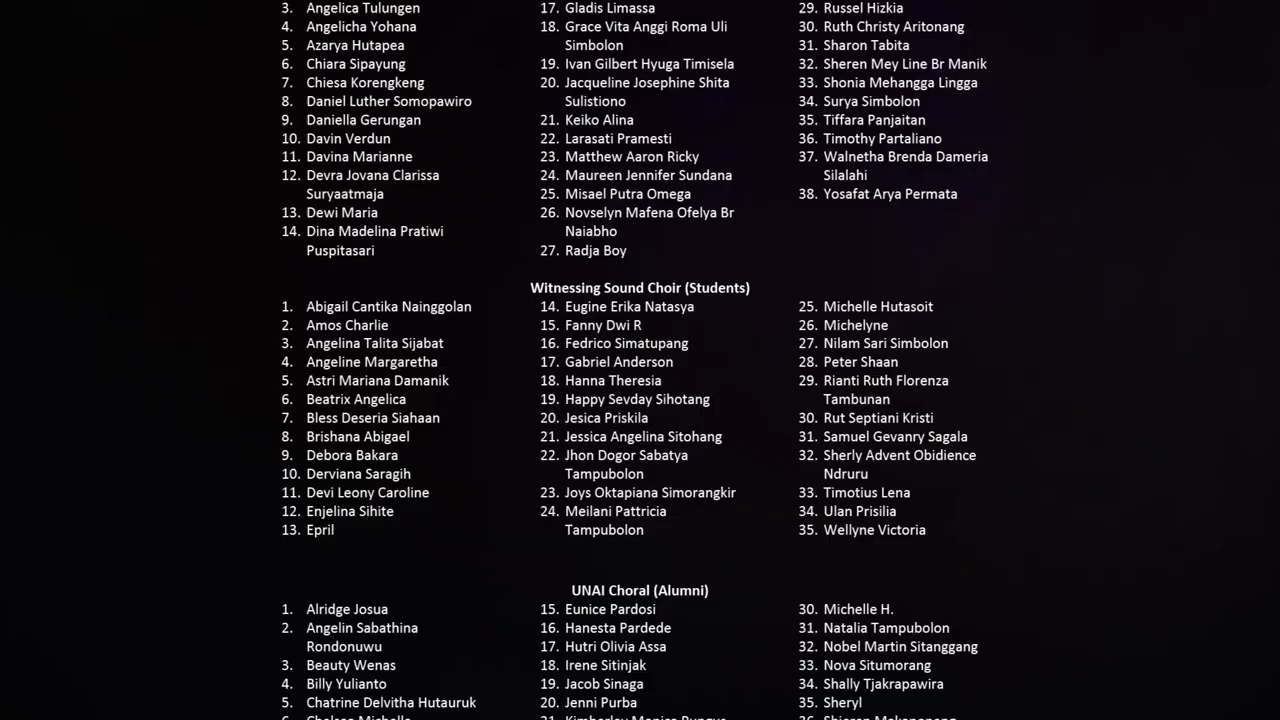 3. Angelica Tulungen
4. Angelicha Yohana
5. Azarya Hutapea
6. Chiara Sipayung
7. Chiesa Korengkeng
8. Daniel Luther Somopawiro
9. Daniella Gerungan
10. Davin Verdun
11. Davina Marianne
12. Devra Jovana Clarissa
Suryaatmaja
13. Dewi Maria
14. Dina Madelina Pratiwi
Puspitasari
17. Gladis Limassa
18. Grace Vita Anggi Roma Uli
Simbolon
19. Ivan Gilbert Hyuga Timisela
20. Jacqueline Josephine Shita
Sulistiono
21. Keiko Alina
22. Larasati Pramesti
23. Matthew Aaron Ricky
24. Maureen Jennifer Sundana
25. Misael Putra Omega
26. Novselyn Mafena Ofelya Br
Naiabho
27. Radja Boy
29. Russel Hizkia
30. Ruth Christy Aritonang
31. Sharon Tabita
32. Sheren Mey Line Br Manik
33. Shonia Mehangga Lingga
34. Surya Simbolon
35. Tiffara Panjaitan
36. Timothy Partaliano
37. Walnetha Brenda Dameria
Silalahi
38. Yosafat Arya Permata
Witnessing Sound Choir (Students)
1. Abigail Cantika Nainggolan
2. Amos Charlie
3. Angelina Talita Sijabat
4. Angeline Margaretha
5. Astri Mariana Damanik
6. Beatrix Angelica
7. Bless Deseria Siahaan
8. Brishana Abigael
9. Debora Bakara
10. Derviana Saragih
11. Devi Leony Caroline
12. Enjelina Sihite
13. Epril
14. Eugine Erika Natasya
15. Fanny Dwi R
16. Fedrico Simatupang
17. Gabriel Anderson
18. Hanna Theresia
19. Happy Sevday Sihotang
20. Jesica Priskila
21. Jessica Angelina Sitohang
22. Jhon Dogor Sabatya
Tampubolon
23. Joys Oktapiana Simorangkir
24. Meilani Pattricia
Tampubolon
25. Michelle Hutasoit
26. Michelyne
27. Nilam Sari Simbolon
28. Peter Shaan
29. Rianti Ruth Florenza
Tambunan
30. Rut Septiani Kristi
31. Samuel Gevanry Sagala
32. Sherly Advent Obidience
Ndruru
33. Timotius Lena
34. Ulan Prisilia
35. Wellyne Victoria
UNAI Choral (Alumni)
1. Alridge Josua
2. Angelin Sabathina
Rondonuwu
3. Beauty Wenas
4. Billy Yulianto
5. Chatrine Delvitha Hutauruk
15. Eunice Pardosi
16. Hanesta Pardede
17. Hutri Olivia Assa
18. Irene Sitinjak
19. Jacob Sinaga
20. Jenni Purba
30. Michelle H.
31. Natalia Tampubolon
32. Nobel Martin Sitanggang
33. Nova Situmorang
34. Shally Tjakrapawira
35. Sheryl